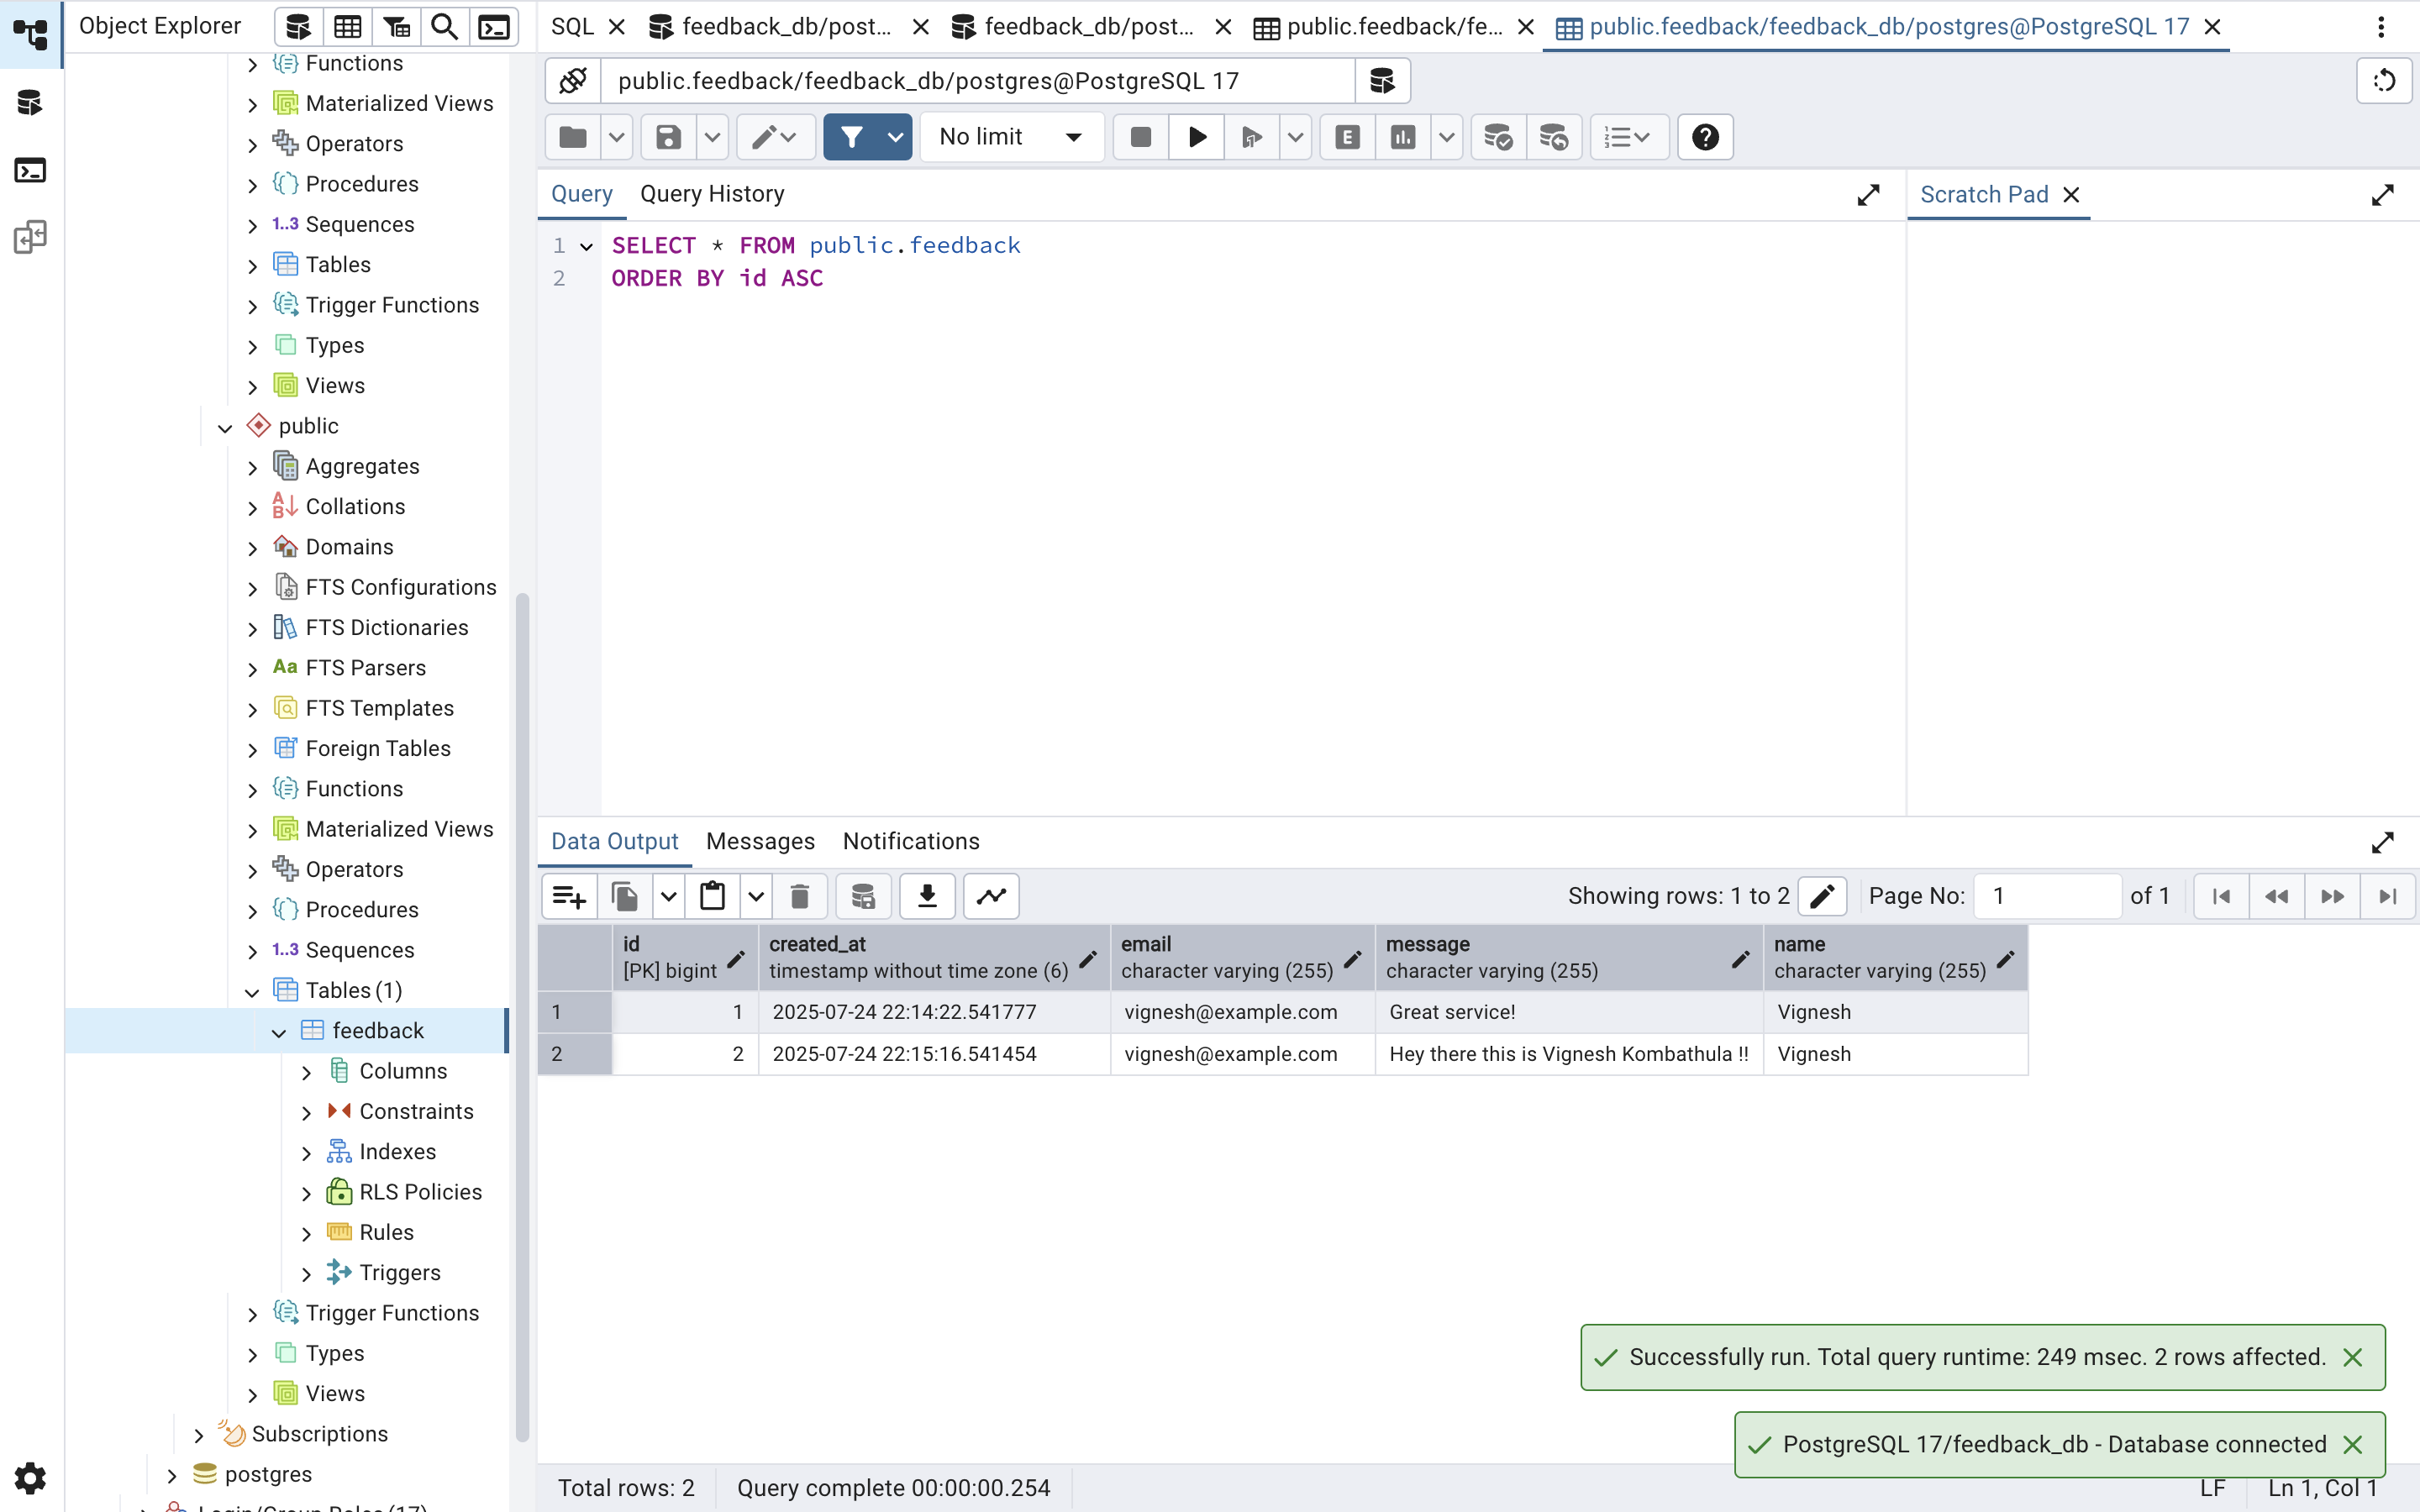 Object Explorer
SQL
feedback_db/post...
feedback_db/post...
public.feedback/fe...
public.feedback/feedback_db/postgres@PostgreSQL 17
public.feedback/feedback_db/postgres@PostgreSQL 17
No limit
E
Query
Query History
Scratch Pad
1 SELECT * FROM public.feedback
2 ORDER BY id ASC
Functions
Materialized Views
Operators
Procedures
1..3 Sequences
Tables
Trigger Functions
Types
Views
public
Aggregates
Collations
Domains
FTS Configurations
FTS Dictionaries
Aa FTS Parsers
FTS Templates
Foreign Tables
Functions
Materialized Views
Operators
Procedures
1..3 Sequences
Tables (1)
feedback
Columns
Constraints
Indexes
RLS Policies
Rules
Triggers
Trigger Functions
Types
Views
Subscriptions
postgres
Login/Group Roles (17)
Data Output
Messages
Notifications
Showing rows: 1 to 2
Page No: 1 of 1
id created_at email message name
[PK] bigint timestamp without time zone (6) character varying (255) character varying (255) character varying (255)
1 1 2025-07-24 22:14:22.541777 vignesh@example.com Great service! Vignesh
2 2 2025-07-24 22:15:16.541454 vignesh@example.com Hey there this is Vignesh Kombathula !! Vignesh
Successfully run. Total query runtime: 249 msec. 2 rows affected.
PostgreSQL 17/feedback_db - Database connected
Total rows: 2
Query complete 00:00:00.254
LF
Ln 1, Col 1